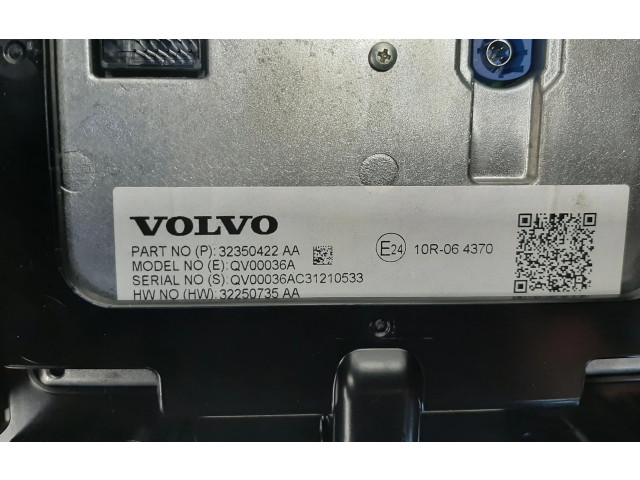 VOLVO
PART NO (P): 32350422 AA
MODEL NO (E): QV00036A
SERIAL NO (S): QV00036AC31210533
HW NO (HW): 32250735 AA
E24 10R-06 4370